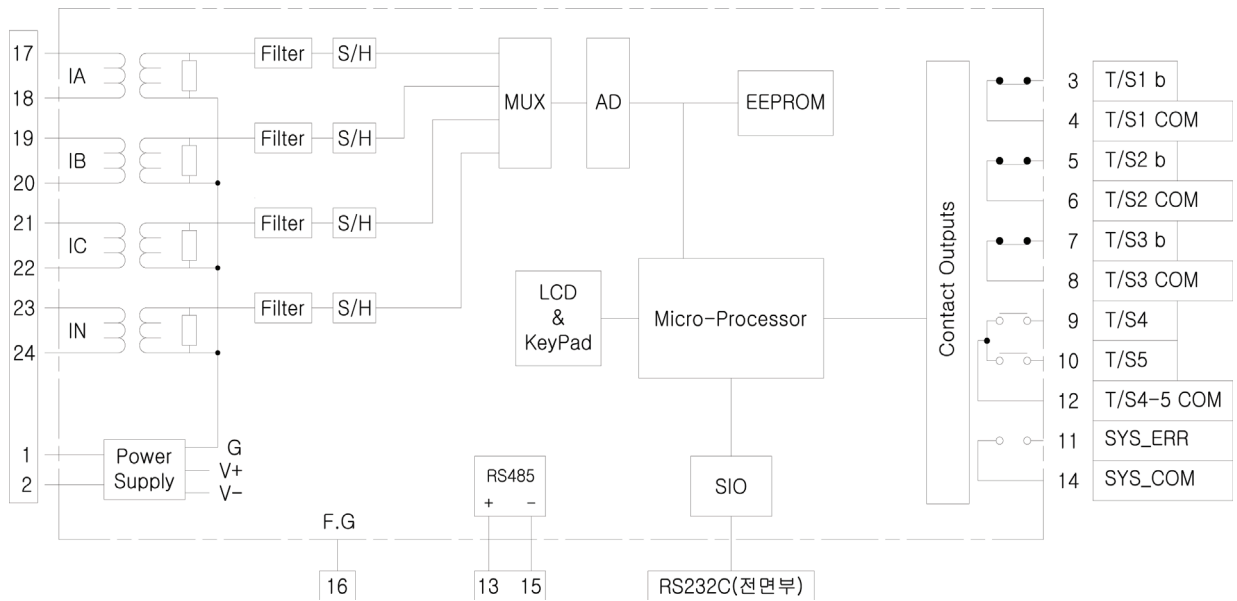 17
IA
18
Filter
S/H
19
IB
20
Filter
S/H
21
IC
22
Filter
S/H
23
IN
24
Filter
S/H
MUX
AD
EEPROM
LCD
&
KeyPad
Micro-Processor
Contact Outputs
3 T/S1 b
4 T/S1 COM
5 T/S2 b
6 T/S2 COM
7 T/S3 b
8 T/S3 COM
9 T/S4
10 T/S5
12 T/S4-5 COM
11 SYS_ERR
14 SYS_COM
1
2
Power
Supply
G
V+
V-
F.G
16
RS485
+ -
13 15
SIO
RS232C(전면부)